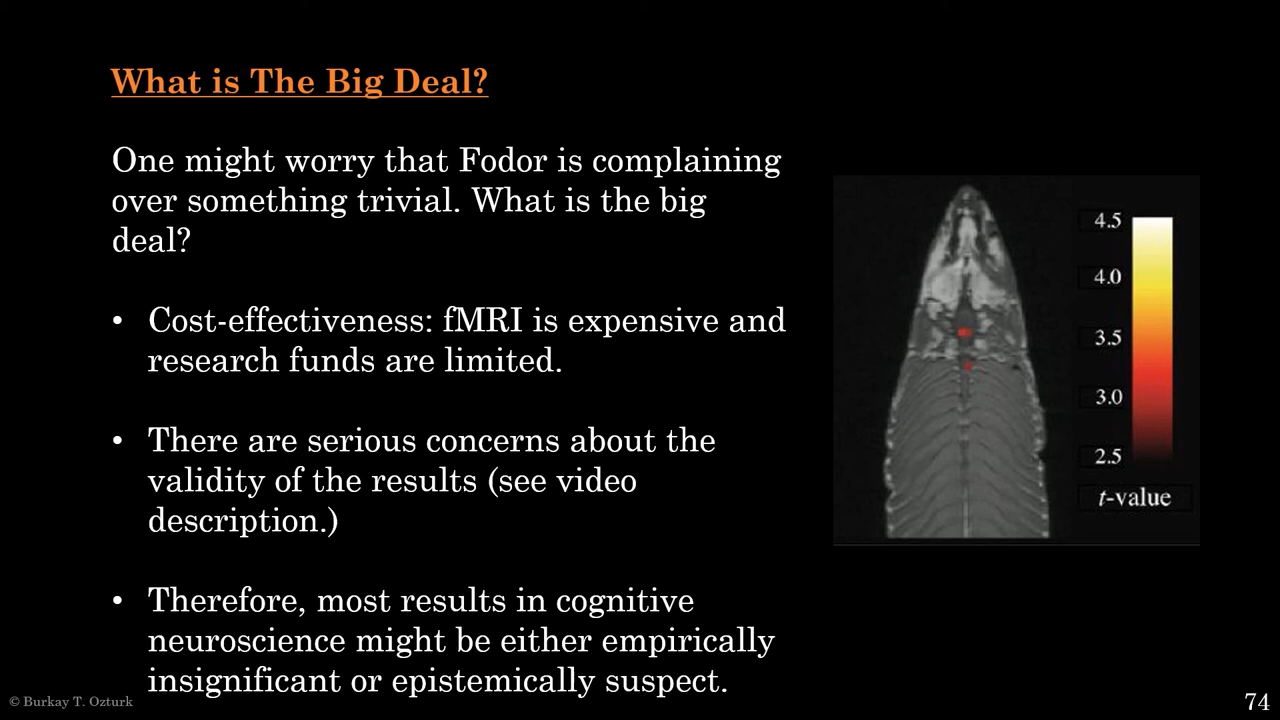 What is The Big Deal?
One might worry that Fodor is complaining
over something trivial. What is the big
deal?
• Cost-effectiveness: fMRI is expensive and
research funds are limited.
• There are serious concerns about the
validity of the results (see video
description.)
• Therefore, most results in cognitive
neuroscience might be either empirically
insignificant or epistemically suspect.
4.5
4.0
3.5
3.0
2.5
t-value
© Burkay T. Ozturk
74